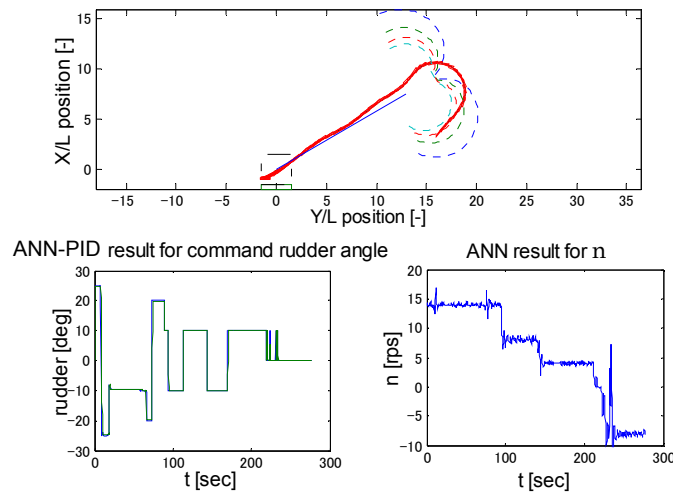 X/L position [-]
15
10
5
0
-15 -10 -5 0 5 10 15 20 25 30 35
Y/L position [-]
ANN-PID result for command rudder angle
ANN result for n
rudder [deg]
30
20
10
0
-10
-20
-30
0 100 200 300
t [sec]
n [rps]
20
15
10
5
0
-5
-10
0 100 200 300
t [sec]